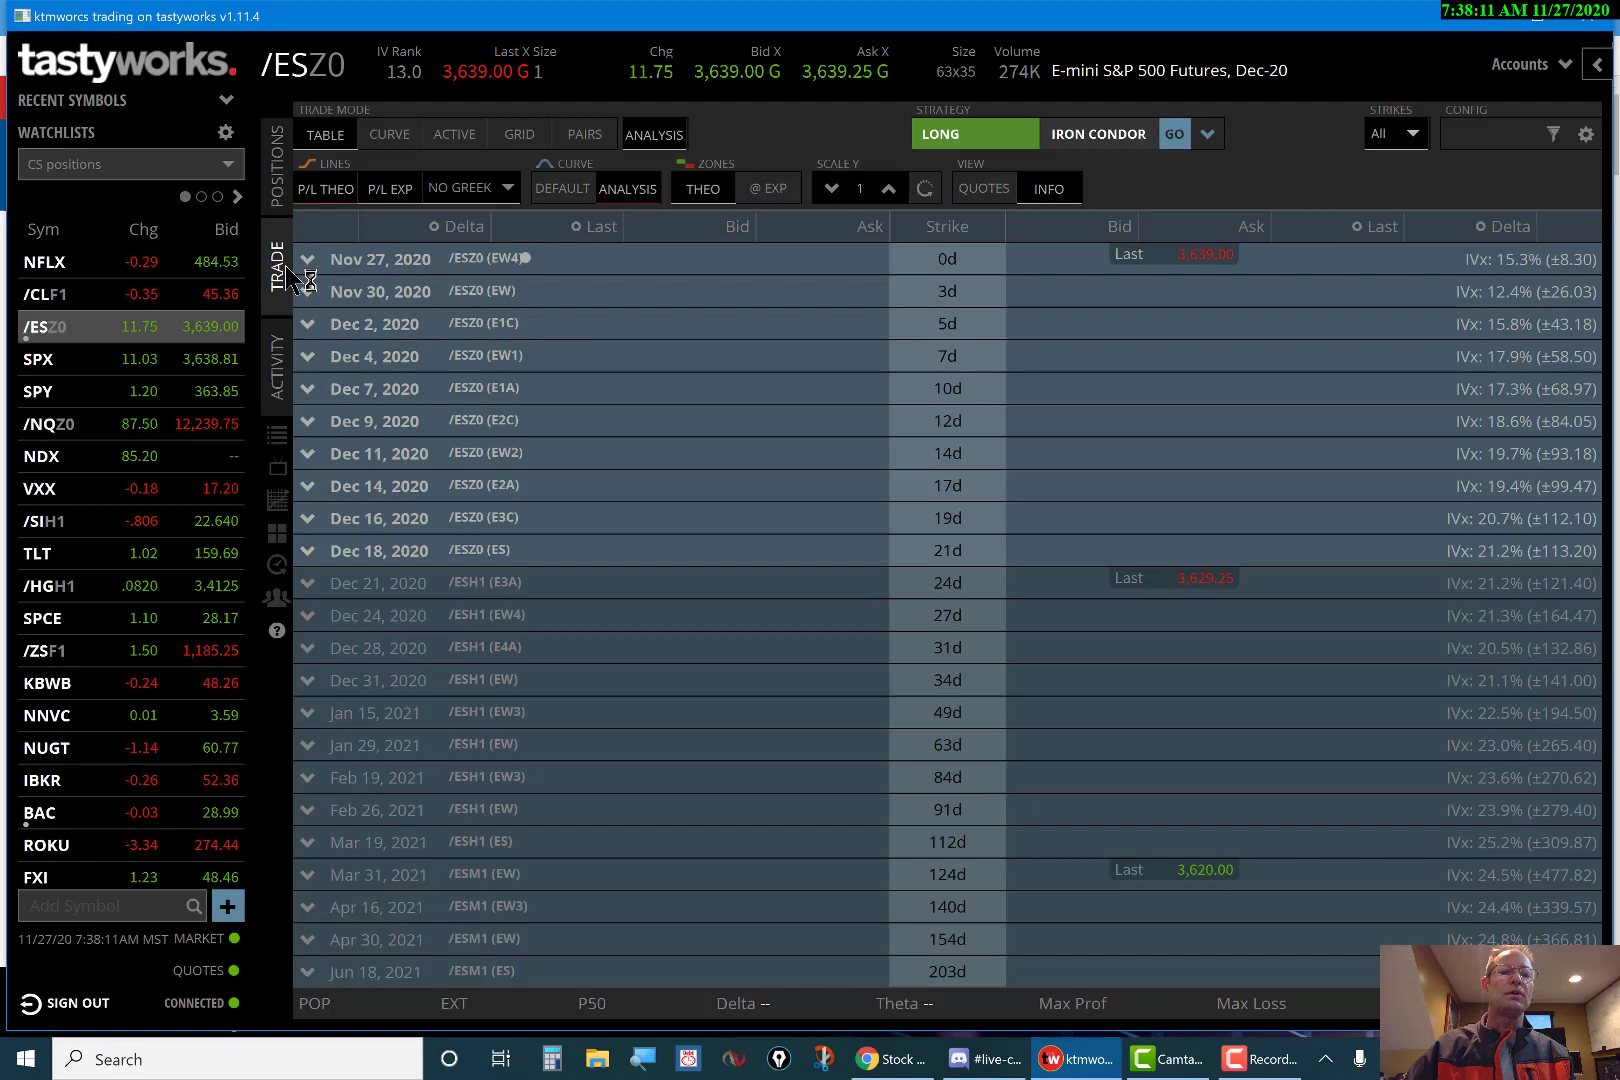 ktmworcs trading on tastyworks v1.11.4
7:38:11 AM 11/27/2020
tastyworks.
/ESZ0
IV Rank
13.0
Last X Size
3,639.00 G 1
Chg
11.75
Bid X
3,639.00 G
Ask X
3,639.25 G
Size
63x35
Volume
274K
E-mini S&P 500 Futures, Dec-20
Accounts
RECENT SYMBOLS
WATCHLISTS
CS positions
Sym Chg Bid
NFLX -0.29 484.53
/CLF1 -0.35 45.36
/ESZ0 11.75 3,639.00
SPX 11.03 3,638.81
SPY 1.20 363.85
/NQZ0 87.50 12,239.75
NDX 85.20 --
VXX -0.18 17.20
/SIH1 -.806 22.640
TLT 1.02 159.69
/HGH1 .0820 3.4125
SPCE 1.10 28.17
/ZSF1 1.50 1,185.25
KBWB -0.24 48.26
NNVC 0.01 3.59
NUGT -1.14 60.77
IBKR -0.26 52.36
BAC -0.03 28.99
ROKU -3.34 274.44
FXI 1.23 48.46
Add Symbol
11/27/20 7:38:11AM MST MARKET
QUOTES
SIGN OUT CONNECTED
POSITIONS
TRADE
ACTIVITY
TRADE MODE
TABLE CURVE ACTIVE GRID PAIRS ANALYSIS
STRATEGY
LONG IRON CONDOR GO
STRIKES
All
CONFIG
LINES
P/L THEO P/L EXP NO GREEK
CURVE
DEFAULT ANALYSIS
ZONES
THEO @ EXP
SCALE Y
1
VIEW
QUOTES INFO
Delta Last Bid Ask Strike Bid Ask Last Delta
Nov 27, 2020 /ESZ0 (EW4) 0d Last 3,639.00 IVx: 15.3% (±8.30)
Nov 30, 2020 /ESZ0 (EW) 3d IVx: 12.4% (±26.03)
Dec 2, 2020 /ESZ0 (E1C) 5d IVx: 15.8% (±43.18)
Dec 4, 2020 /ESZ0 (EW1) 7d IVx: 17.9% (±58.50)
Dec 7, 2020 /ESZ0 (E1A) 10d IVx: 17.3% (±68.97)
Dec 9, 2020 /ESZ0 (E2C) 12d IVx: 18.6% (±84.05)
Dec 11, 2020 /ESZ0 (EW2) 14d IVx: 19.7% (±93.18)
Dec 14, 2020 /ESZ0 (E2A) 17d IVx: 19.4% (±99.47)
Dec 16, 2020 /ESZ0 (E3C) 19d IVx: 20.7% (±112.10)
Dec 18, 2020 /ESZ0 (ES) 21d IVx: 21.2% (±113.20)
Dec 21, 2020 /ESH1 (E3A) 24d Last 3,629.25 IVx: 21.2% (±121.40)
Dec 24, 2020 /ESH1 (EW4) 27d IVx: 21.3% (±164.47)
Dec 28, 2020 /ESH1 (E4A) 31d IVx: 20.5% (±132.86)
Dec 31, 2020 /ESH1 (EW) 34d IVx: 21.1% (±141.00)
Jan 15, 2021 /ESH1 (EW3) 49d IVx: 22.5% (±194.50)
Jan 29, 2021 /ESH1 (EW) 63d IVx: 23.0% (±265.40)
Feb 19, 2021 /ESH1 (EW3) 84d IVx: 23.6% (±270.62)
Feb 26, 2021 /ESH1 (EW) 91d IVx: 23.9% (±279.40)
Mar 19, 2021 /ESH1 (ES) 112d IVx: 25.2% (±309.87)
Mar 31, 2021 /ESM1 (EW) 124d Last 3,620.00 IVx: 24.5% (±477.82)
Apr 16, 2021 /ESM1 (EW3) 140d IVx: 24.4% (±339.57)
Apr 30, 2021 /ESM1 (EW) 154d IVx: 24.8% (±366.81)
Jun 18, 2021 /ESM1 (ES) 203d
POP EXT P50 Delta -- Theta -- Max Prof Max Loss
Search
Stock ...
#live-c...
ktmwo...
Camta...
Record...